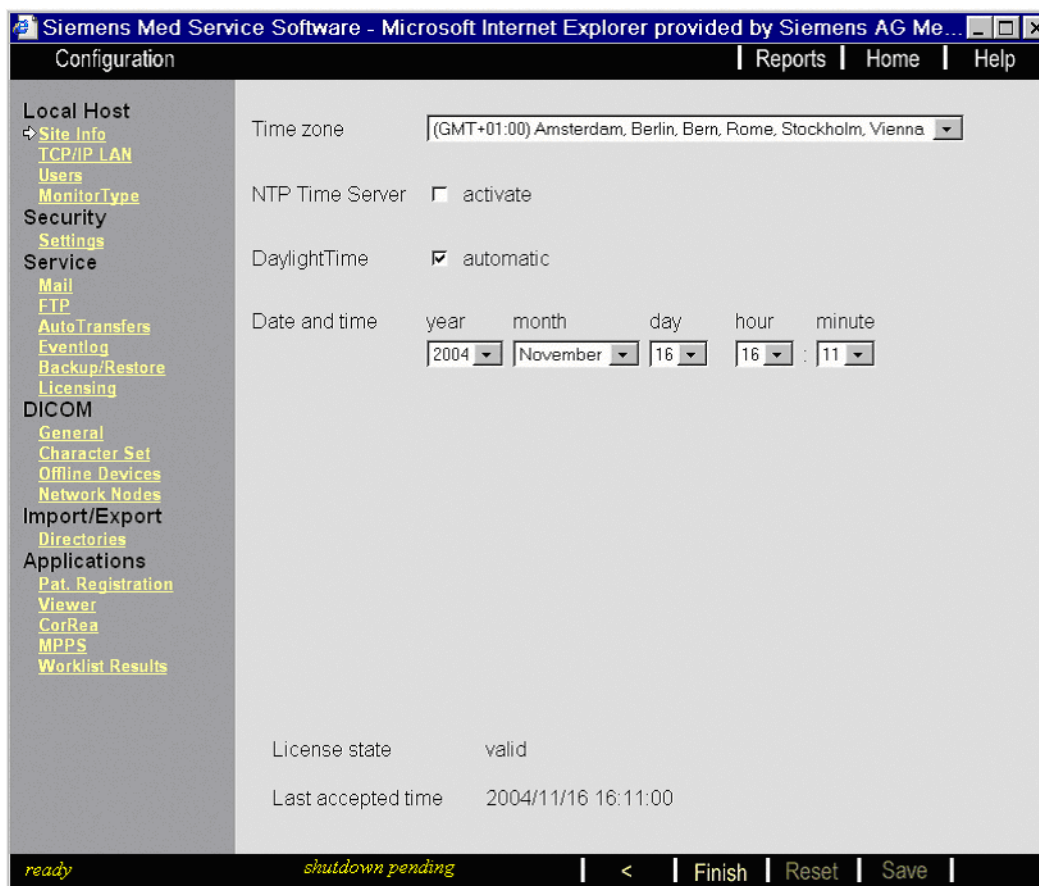 Siemens Med Service Software - Microsoft Internet Explorer provided by Siemens AG Me...
Configuration
Reports
Home
Help
Local Host
Site Info
TCP/IP LAN
Users
MonitorType
Security
Settings
Service
Mail
FTP
AutoTransfers
Eventlog
Backup/Restore
Licensing
DICOM
General
Character Set
Offline Devices
Network Nodes
Import/Export
Directories
Applications
Pat. Registration
Viewer
CorRea
MPPS
Worklist Results
Time zone (GMT+01:00) Amsterdam, Berlin, Bern, Rome, Stockholm, Vienna
NTP Time Server activate
DaylightTime automatic
Date and time year month day hour minute
2004 November 16 16 : 11
License state valid
Last accepted time 2004/11/16 16:11:00
ready shutdown pending < Finish Reset Save